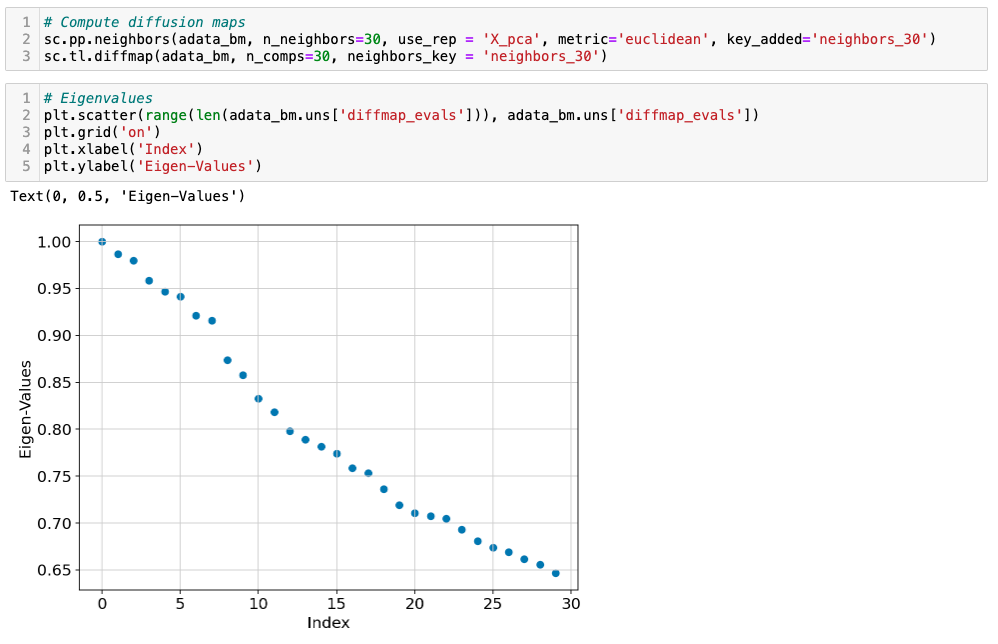 1 # Compute diffusion maps
2 sc.pp.neighbors(adata_bm, n_neighbors=30, use_rep = 'X_pca', metric='euclidean', key_added='neighbors_30')
3 sc.tl.diffmap(adata_bm, n_comps=30, neighbors_key = 'neighbors_30')
1 # Eigenvalues
2 plt.scatter(range(len(adata_bm.uns['diffmap_evals'])), adata_bm.uns['diffmap_evals'])
3 plt.grid('on')
4 plt.xlabel('Index')
5 plt.ylabel('Eigen-Values')
Text(0, 0.5, 'Eigen-Values')
1.00
0.95
0.90
0.85
0.80
0.75
0.70
0.65
Eigen-Values
0 5 10 15 20 25 30
Index